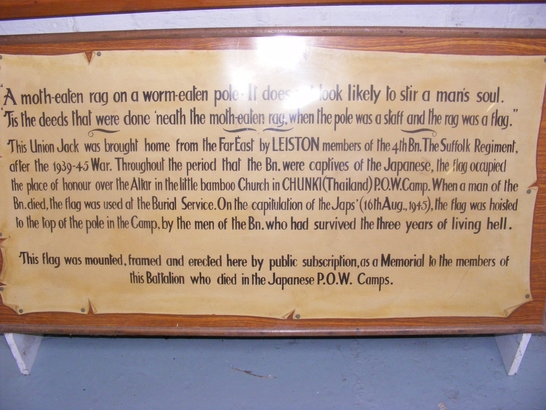 A moth-eaten rag on a worm-eaten pole. It does look likely to stir a man's soul.
'Tis the deeds that were done 'neath the moth-eaten rag, when the pole was a staff and the rag was a flag."
This Union Jack was brought home from the Far East by LEISTON members of the 4th Bn. The Suffolk Regiment,
after the 1939-45 War. Throughout the period that the Bn. were captives of the Japanese, the flag occupied
the place of honour over the Altar in the little bamboo Church in CHUNKI (Thailand) P.O.W. Camp. When a man of the
Bn. died, the flag was used at the Burial Service. On the capitulation of the Japs' (16th Aug., 1945), the flag was hoisted
to the top of the pole in the Camp, by the men of the Bn. who had survived the three years of living hell.
This flag was mounted, framed and erected here by public subscription, as a Memorial to the members of
this Battalion who died in the Japanese P.O.W. Camps.